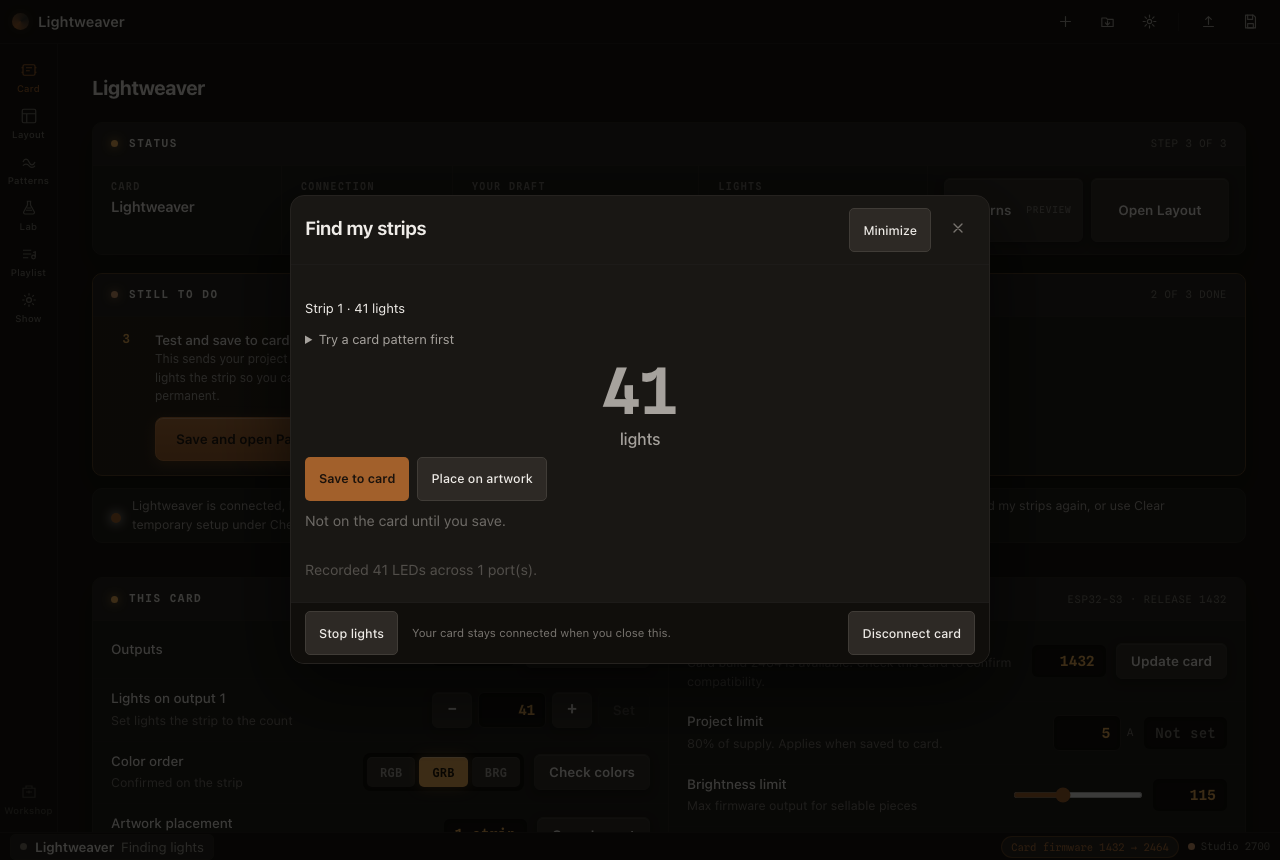 Lightweaver
Card
Layout
Patterns
Lab
Playlist
Show
Workshop
Lightweaver
STATUS
STEP 3 OF 3
CARD
CONNECTION
YOUR DRAFT
LIGHTS
Lightweaver
rns PREVIEW
Open Layout
STILL TO DO
2 OF 3 DONE
3
Test and save to card
This sends your project
lights the strip so you ca
permanent.
Save and open Pa
Lightweaver is connected,
d my strips again, or use Clear
temporary setup under Che
Find my strips
Minimize
Strip 1 · 41 lights
Try a card pattern first
41
lights
Save to card
Place on artwork
Not on the card until you save.
Recorded 41 LEDs across 1 port(s).
Stop lights
Your card stays connected when you close this.
Disconnect card
THIS CARD
ESP32-S3 · RELEASE 1432
Outputs
compatibility.
1432
Update card
Lights on output 1
Set lights the strip to the count
−
41
+
Set
Project limit
80% of supply. Applies when saved to card.
5
A
Not set
Color order
Confirmed on the strip
RGB
GRB
BRG
Check colors
Brightness limit
Max firmware output for sellable pieces
115
Artwork placement
1 strip
Lightweaver Finding lights
Card firmware 1432 → 2464
Studio 2700